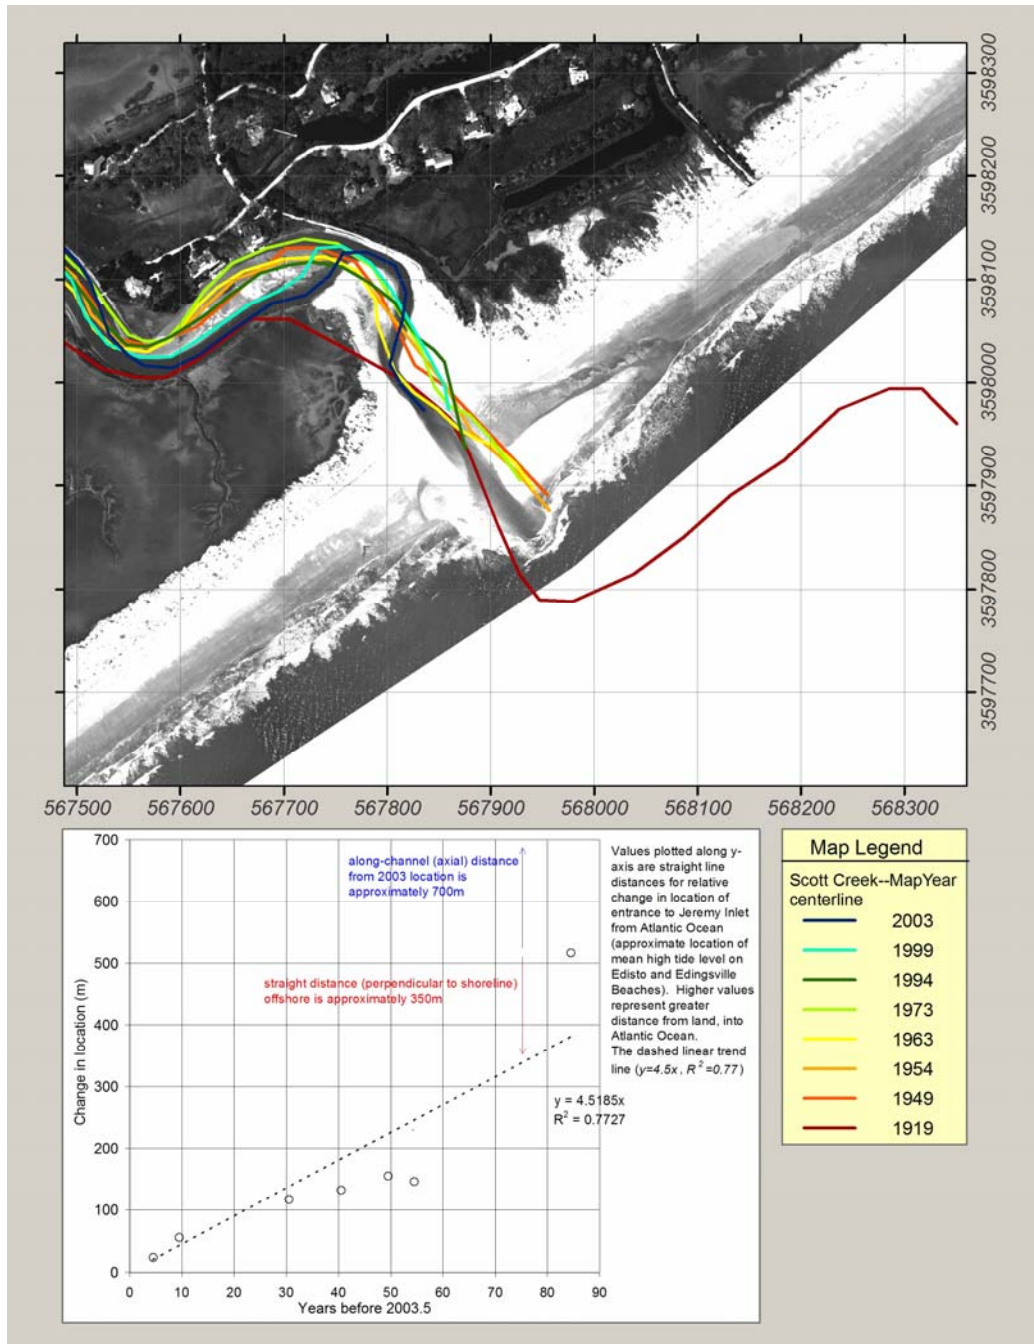 3598300
3598200
3598100
3598000
3597900
3597800
3597700
567500 567600 567700 567800 567900 568000 568100 568200 568300
700
600
500
400
300
200
100
0
Change in location (m)
0 10 20 30 40 50 60 70 80 90
Years before 2003.5
along-channel (axial) distance
from 2003 location is
approximately 700m
straight distance (perpendicular to shoreline)
offshore is approximately 350m
y = 4.5185x
R² = 0.7727
Values plotted along y-
axis are straight line
distances for relative
change in location of
entrance to Jeremy Inlet
from Atlantic Ocean
(approximate location of
mean high tide level on
Edisto and Edingsville
Beaches). Higher values
represent greater
distance from land, into
Atlantic Ocean.
The dashed linear trend
line (y=4.5x, R²=0.77)
Map Legend
Scott Creek--MapYear
centerline
2003
1999
1994
1973
1963
1954
1949
1919